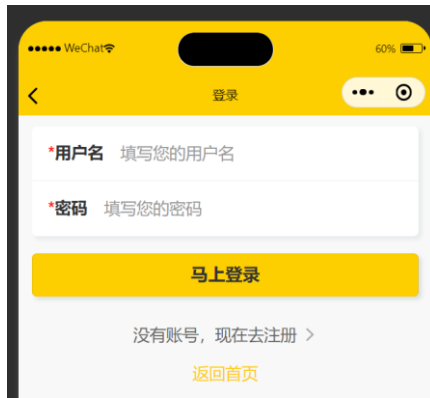 WeChat
60%
登录
*用户名 填写您的用户名
*密码 填写您的密码
马上登录
没有账号，现在去注册
返回首页